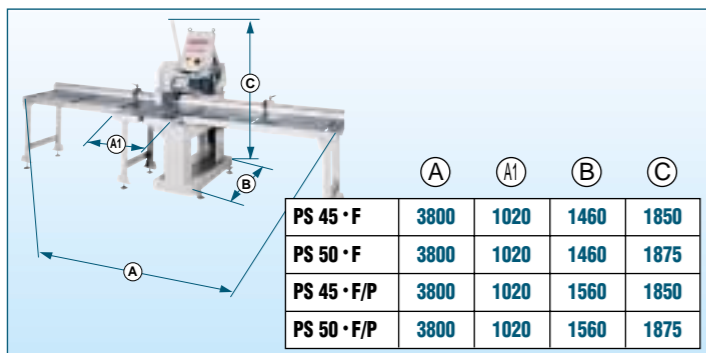 C
A1
B
A
A A1 B C
PS 45 · F 3800 1020 1460 1850
PS 50 · F 3800 1020 1460 1875
PS 45 · F/P 3800 1020 1560 1850
PS 50 · F/P 3800 1020 1560 1875